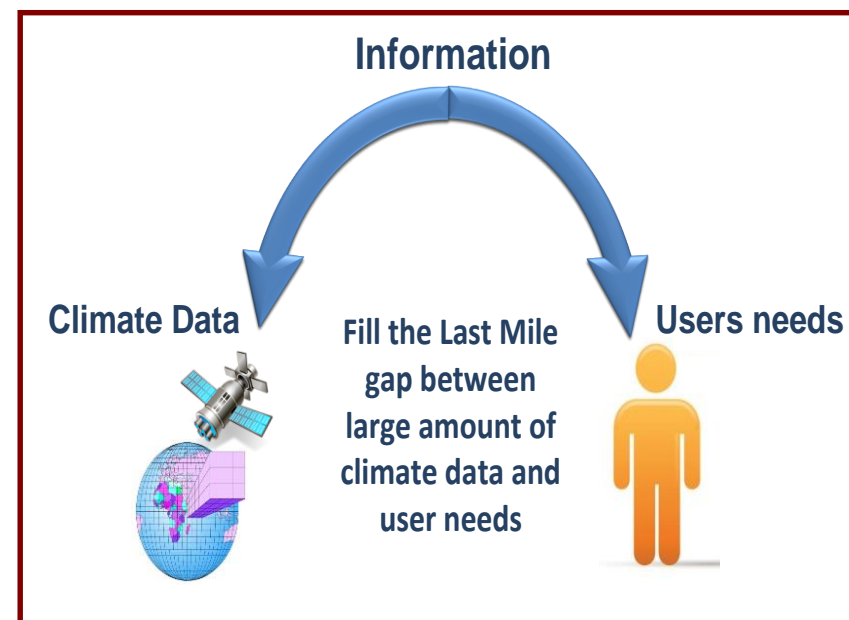 Information
Climate Data
Users needs
Fill the Last Mile
gap between
large amount of
climate data and
user needs